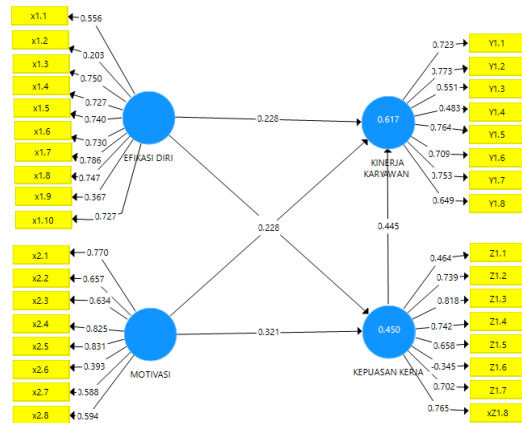 x1.1
x1.2
x1.3
x1.4
x1.5
x1.6
x1.7
x1.8
x1.9
x1.10
0.556
0.203
0.750
0.727
0.740
0.730
0.786
0.747
0.367
0.727
EFIKASI DIRI
x2.1
x2.2
x2.3
x2.4
x2.5
x2.6
x2.7
x2.8
0.770
0.657
0.634
0.825
0.831
0.393
0.588
0.594
MOTIVASI
0.228
0.228
0.321
0.445
0.617
KINERJA
KARYAWAN
0.723
0.773
0.551
0.483
0.764
0.709
0.753
0.649
Y1.1
Y1.2
Y1.3
Y1.4
Y1.5
Y1.6
Y1.7
Y1.8
0.450
KEPUASAN KERJA
0.464
0.739
0.818
0.742
0.658
-0.345
0.702
0.765
Z1.1
Z1.2
Z1.3
Z1.4
Z1.5
Z1.6
Z1.7
xZ1.8